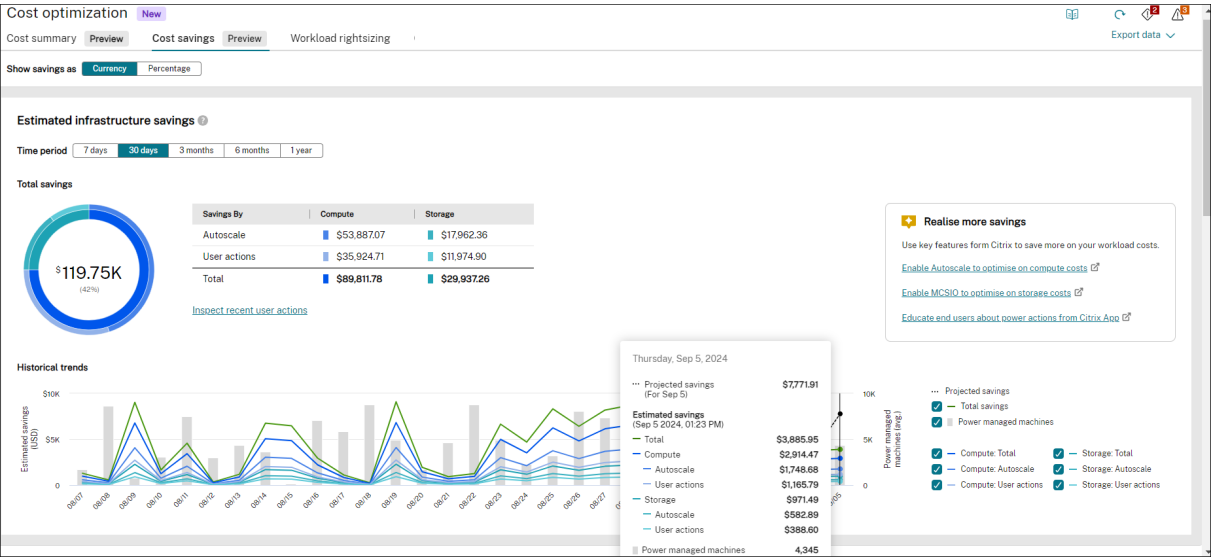 Cost optimization New
2 3
Cost summary Preview Cost savings Preview Workload rightsizing Export data
Show savings as Currency Percentage
Estimated infrastructure savings ?
Time period 7 days 30 days 3 months 6 months 1 year
Total savings
Savings By Compute Storage
Autoscale $53,887.07 $17,962.36
User actions $35,924.71 $11,974.90
Total $89,811.78 $29,937.26
$119.75K
(42%)
Inspect recent user actions
Realise more savings
Use key features form Citrix to save more on your workload costs.
Enable Autoscale to optimise on compute costs
Enable MCSIO to optimise on storage costs
Educate end users about power actions from Citrix App
Historical trends
Estimated savings
(USD)
$10K
$5K
0
08/07 08/08 08/09 08/10 08/11 08/12 08/13 08/14 08/15 08/16 08/17 08/18 08/19 08/20 08/21 08/22 08/23 08/24 08/25 08/26 08/27
Thursday, Sep 5, 2024
Projected savings $7,771.91
(For Sep 5)
Estimated savings
(Sep 5 2024, 01:23 PM)
Total $3,885.95
Compute $2,914.47
Autoscale $1,748.68
User actions $1,165.79
Storage $971.49
Autoscale $582.89
User actions $388.60
Power managed machines 4,345
/05
10K
5K
0
Power managed
machines (avg.)
Projected savings
Total savings
Power managed machines
Compute: Total Storage: Total
Compute: Autoscale Storage: Autoscale
Compute: User actions Storage: User actions